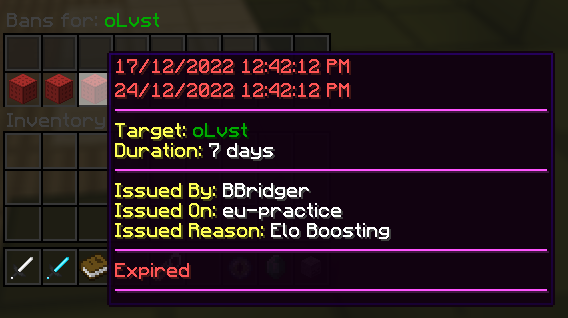 Bans for: oLvst
17/12/2022 12:42:12 PM
24/12/2022 12:42:12 PM
Target: oLvst
Duration: 7 days
Issued By: BBridger
Issued On: eu-practice
Issued Reason: Elo Boosting
Expired
Inventory